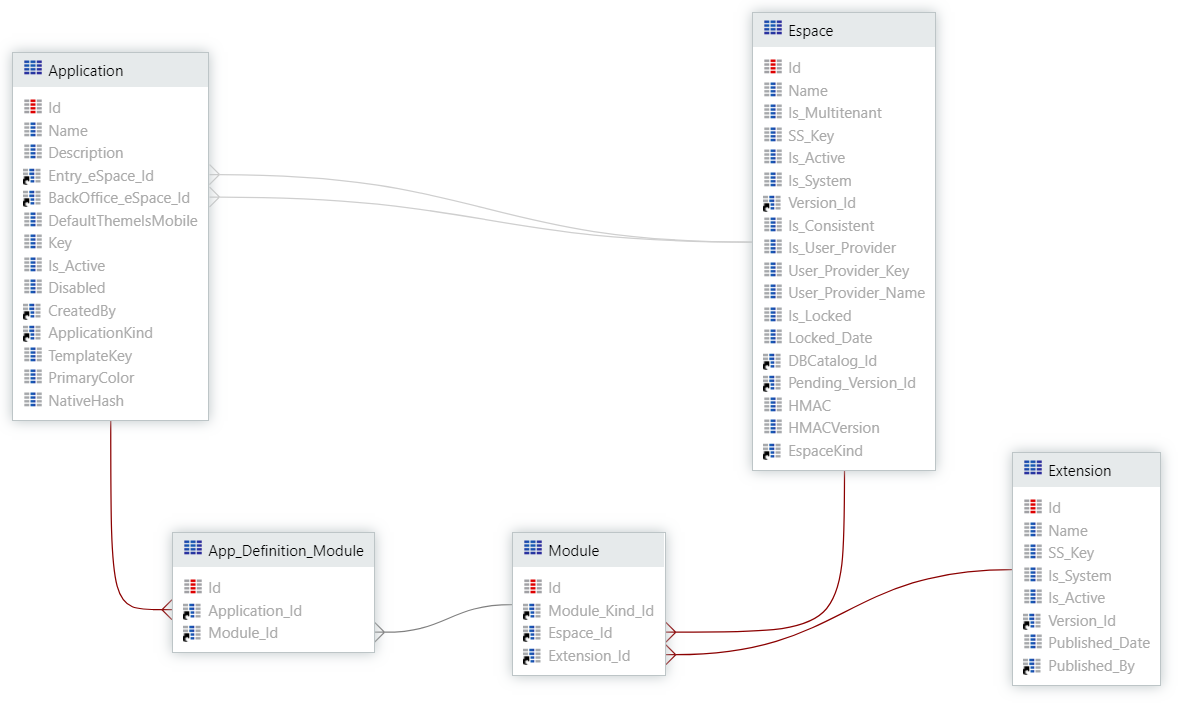 Application
Id
Name
Description
Entry_eSpace_Id
BackOffice_eSpace_Id
DefaultThemeIsMobile
Key
Is_Active
Disabled
CreatedBy
ApplicationKind
TemplateKey
PrimaryColor
NativeHash
Espace
Id
Name
Is_Multitenant
SS_Key
Is_Active
Is_System
Version_Id
Is_Consistent
Is_User_Provider
User_Provider_Key
User_Provider_Name
Is_Locked
Locked_Date
DBCatalog_Id
Pending_Version_Id
HMAC
HMACVersion
EspaceKind
App_Definition_Module
Id
Application_Id
Module_Id
Module
Id
Module_Kind_Id
Espace_Id
Extension_Id
Extension
Id
Name
SS_Key
Is_System
Is_Active
Version_Id
Published_Date
Published_By